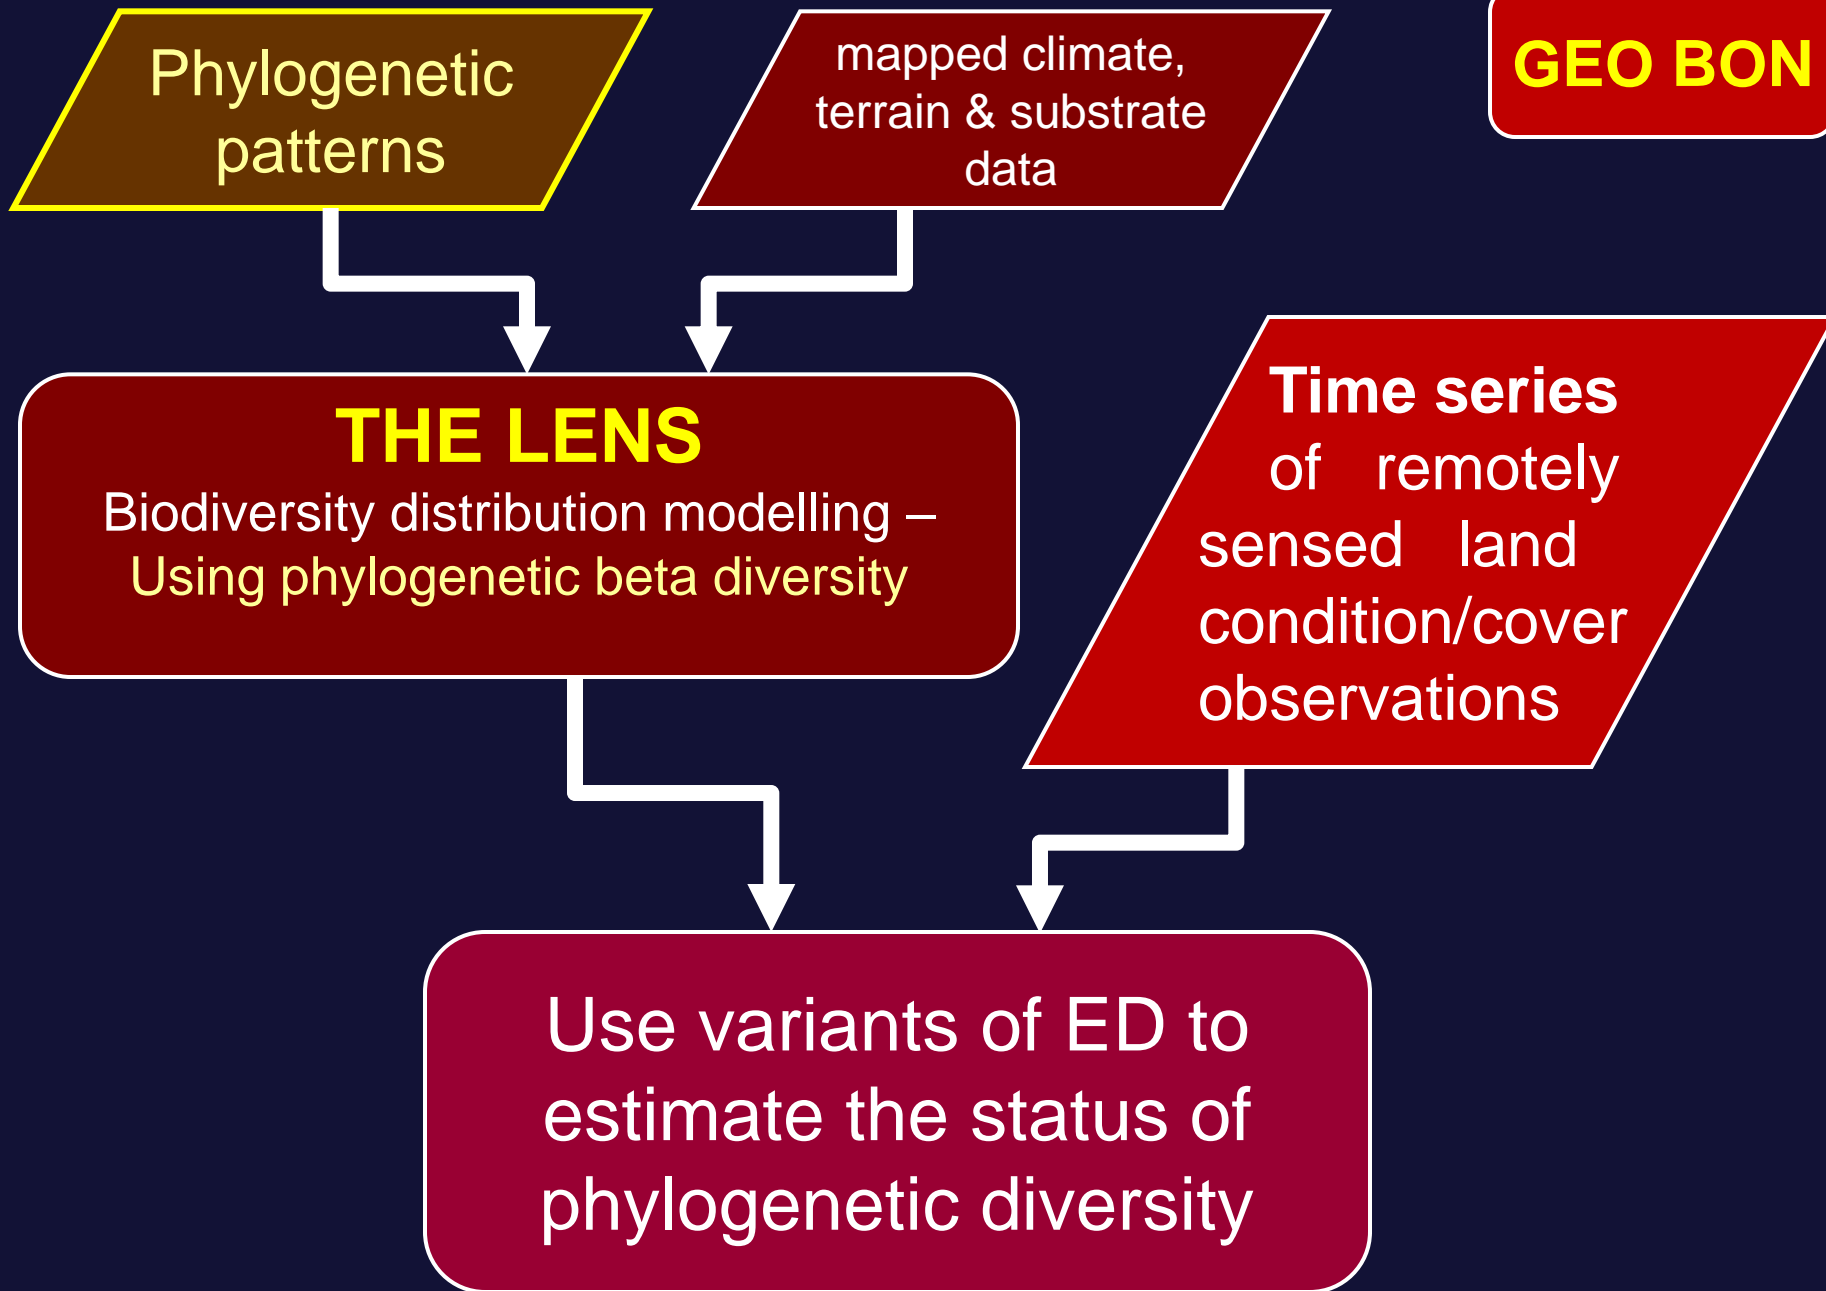 Phylogenetic
patterns
mapped climate,
terrain & substrate
data
GEO BON
THE LENS
Biodiversity distribution modelling –
Using phylogenetic beta diversity
Time series
of remotely
sensed land
condition/cover
observations
Use variants of ED to
estimate the status of
phylogenetic diversity